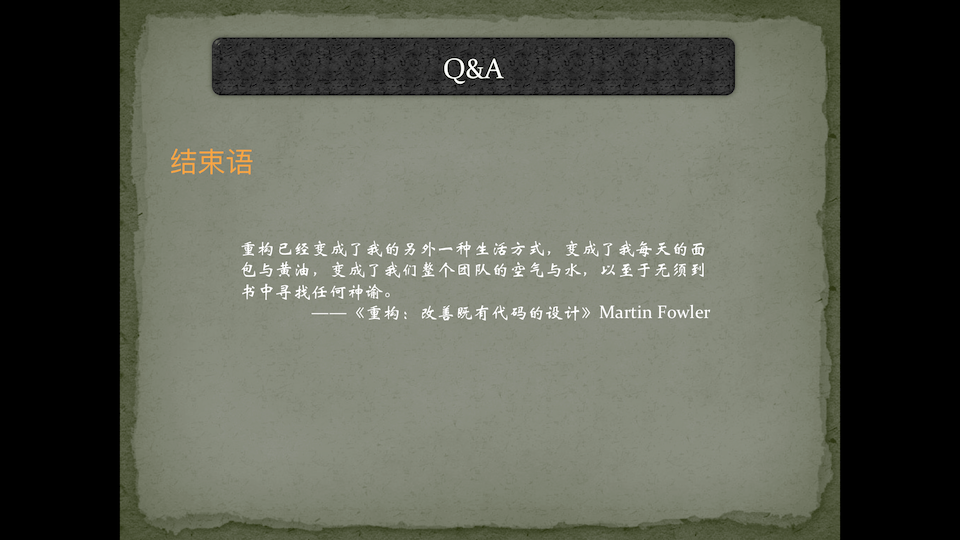 Q&A
结束语
重构已经变成了我的另外一种生活方式，变成了我每天的面
包与黄油，变成了我们整个团队的空气与水，以至于无须到
书中寻找任何神谕。
——《重构：改善既有代码的设计》Martin Fowler